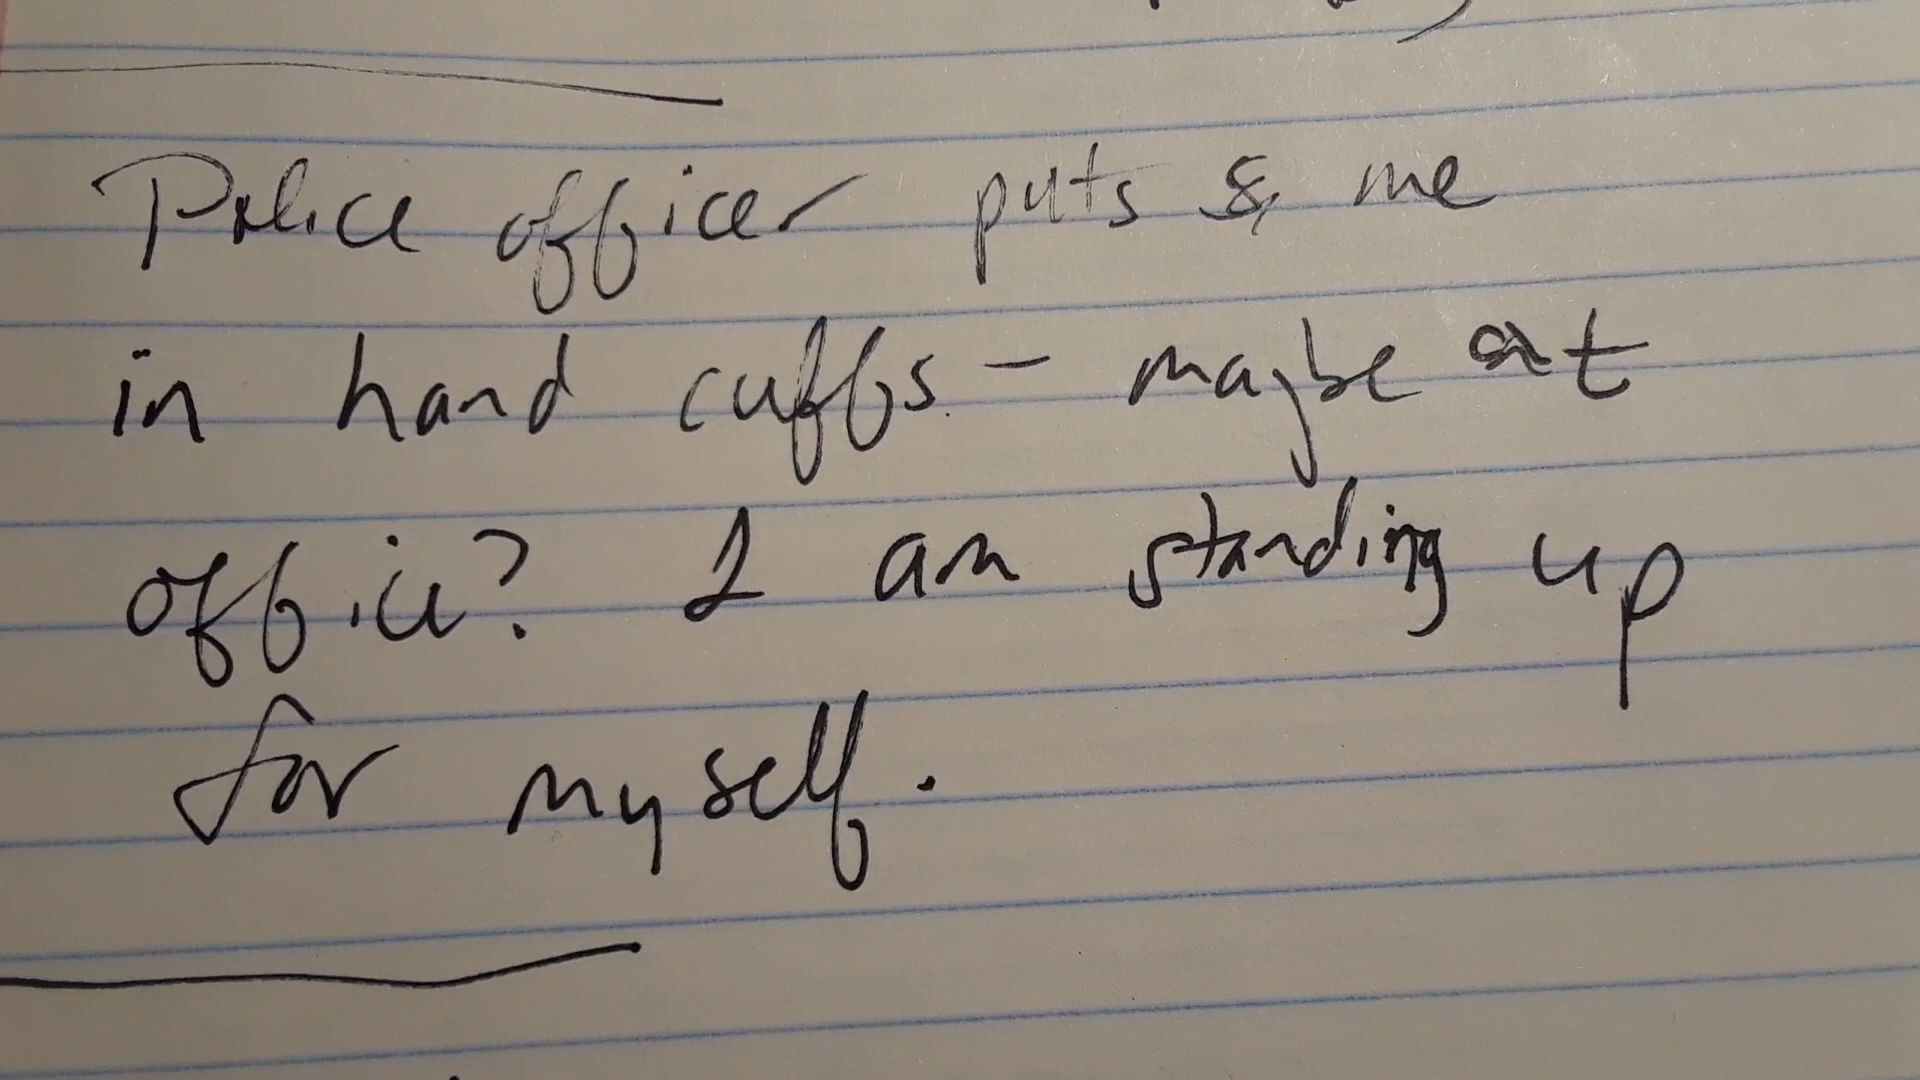 Police officer puts & me
in hand cuffs - maybe at
office? I am standing up
for myself.